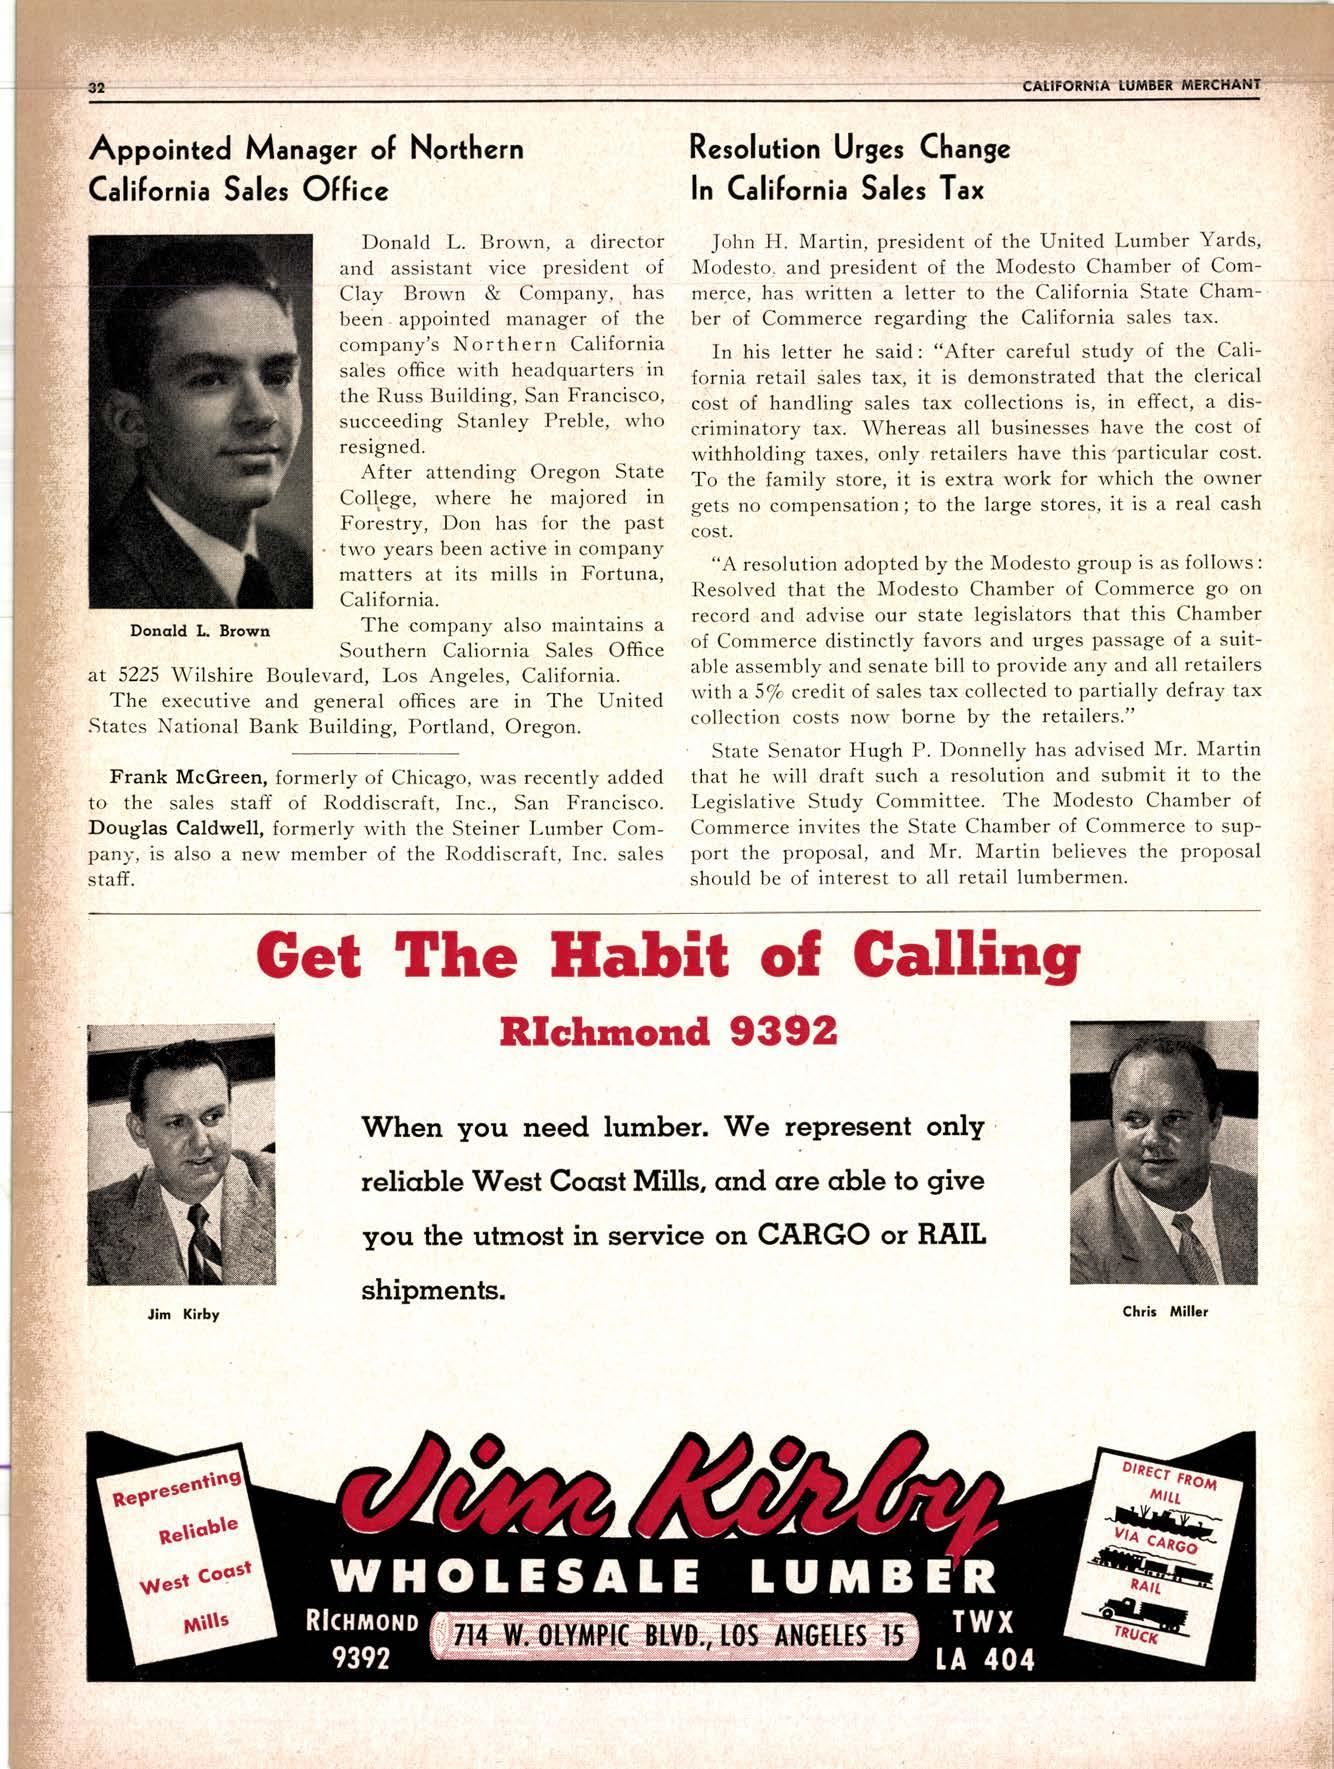 32
CALIFORNIA LUMBER MERCHANT
Appointed Manager of Northern
California Sales Office
Donald L. Brown, a director
and assistant vice president of
Clay Brown & Company, has
been appointed manager of the
company's Northern California
sales office with headquarters in
the Russ Building, San Francisco,
succeeding Stanley Preble, who
resigned.
After attending Oregon State
College, where he majored in
Forestry, Don has for the past
two years been active in company
matters at its mills in Fortuna,
California.
Donald L. Brown
The company also maintains a
Southern Caliornia Sales Office
at 5225 Wilshire Boulevard, Los Angeles, California.
The executive and general offices are in The United
States National Bank Building, Portland, Oregon.
Frank McGreen, formerly of Chicago, was recently added
to the sales staff of Roddiscraft, Inc., San Francisco.
Douglas Caldwell, formerly with the Steiner Lumber Com-
pany, is also a new member of the Roddiscraft, Inc. sales
staff.
Resolution Urges Change
In California Sales Tax
John H. Martin, president of the United Lumber Yards,
Modesto, and president of the Modesto Chamber of Com-
merce, has written a letter to the California State Cham-
ber of Commerce regarding the California sales tax.
In his letter he said: "After careful study of the Cali-
fornia retail sales tax, it is demonstrated that the clerical
cost of handling sales tax collections is, in effect, a dis-
criminatory tax. Whereas all businesses have the cost of
withholding taxes, only retailers have this particular cost.
To the family store, it is extra work for which the owner
gets no compensation; to the large stores, it is a real cash
cost.
"A resolution adopted by the Modesto group is as follows:
Resolved that the Modesto Chamber of Commerce go on
record and advise our state legislators that this Chamber
of Commerce distinctly favors and urges passage of a suit-
able assembly and senate bill to provide any and all retailers
with a 5% credit of sales tax collected to partially defray tax
collection costs now borne by the retailers."
State Senator Hugh P. Donnelly has advised Mr. Martin
that he will draft such a resolution and submit it to the
Legislative Study Committee. The Modesto Chamber of
Commerce invites the State Chamber of Commerce to sup-
port the proposal, and Mr. Martin believes the proposal
should be of interest to all retail lumbermen.
Get The Habit of Calling
RIchmond 9392
When you need lumber. We represent only
reliable West Coast Mills, and are able to give
you the utmost in service on CARGO or RAIL
shipments.
Jim Kirby
Chris Miller
Representing
Reliable
West Coast
Mills
Jim Kirby
WHOLESALE LUMBER
RICHMOND
9392
714 W. OLYMPIC BLVD., LOS ANGELES 15
TWX
LA 404
DIRECT FROM
MILL
VIA CARGO
RAIL
TRUCK